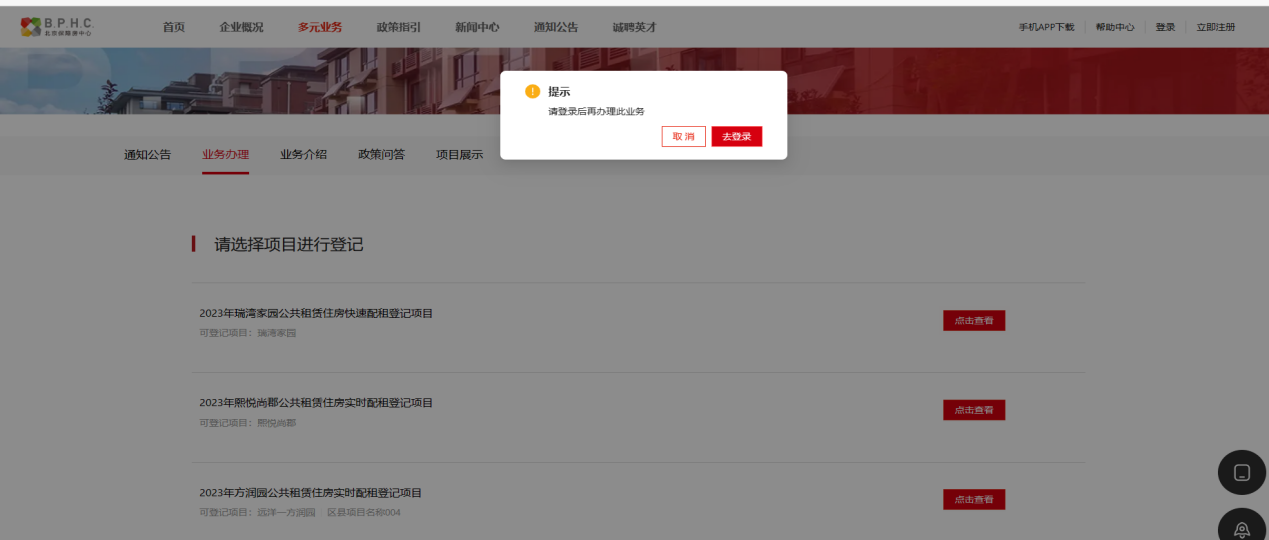 B.P.H.C.
北京保障房中心
首页 企业概况 多元业务 政策指引 新闻中心 通知公告 诚聘英才 手机APP下载 帮助中心 登录 立即注册
提示
请登录后再办理此业务
取消 去登录
通知公告 业务办理 业务介绍 政策问答 项目展示
请选择项目进行登记
2023年瑞湾家园公共租赁住房快速配租登记项目
可登记项目：瑞湾家园
点击查看
2023年熙悦尚郡公共租赁住房实时配租登记项目
可登记项目：熙悦尚郡
点击查看
2023年方润园公共租赁住房实时配租登记项目
可登记项目：远洋一方润园 区县项目名称004
点击查看